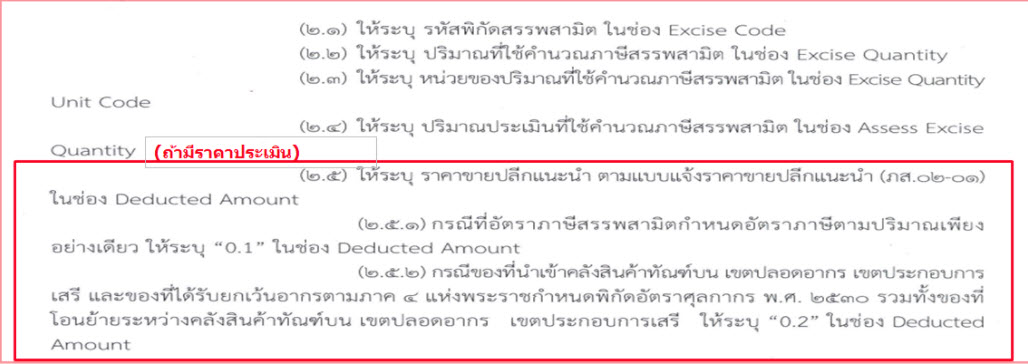 (๒.๑) ให้ระบุ รหัสพิกัดสรรพสามิต ในช่อง Excise Code
(๒.๒) ให้ระบุ ปริมาณที่ใช้คำนวณภาษีสรรพสามิต ในช่อง Excise Quantity
(๒.๓) ให้ระบุ หน่วยของปริมาณที่ใช้คำนวณภาษีสรรพสามิต ในช่อง Excise Quantity
Unit Code
(๒.๔) ให้ระบุ ปริมาณประเมินที่ใช้คำนวณภาษีสรรพสามิต ในช่อง Assess Excise
Quantity (ถ้ามีราคาประเมิน)
(๒.๕) ให้ระบุ ราคาขายปลีกแนะนำ ตามแบบแจ้งราคาขายปลีกแนะนำ (ภส.๐๒-๐๑)
ในช่อง Deducted Amount
(๒.๕.๑) กรณีที่อัตราภาษีสรรพสามิตกำหนดอัตราภาษีตามปริมาณเพียง
อย่างเดียว ให้ระบุ “0.1” ในช่อง Deducted Amount
(๒.๕.๒) กรณีของที่นำเข้าคลังสินค้าทัณฑ์บน เขตปลอดอากร เขตประกอบการ
เสรี และของที่ได้รับยกเว้นอากรตามภาค ๔ แห่งพระราชกำหนดพิกัดอัตราศุลกากร พ.ศ. ๒๕๓๐ รวมทั้งของที่
โอนย้ายระหว่างคลังสินค้าทัณฑ์บน เขตปลอดอากร เขตประกอบการเสรี ให้ระบุ “0.2” ในช่อง Deducted
Amount